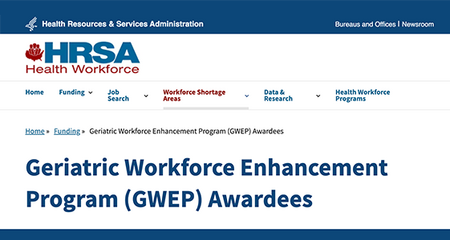 Health Resources & Services Administration
Bureaus and Offices | Newsroom
HRSA
Health Workforce
Home
Funding
Job
Search
Workforce Shortage
Areas
Data &
Research
Health Workforce
Programs
Home » Funding » Geriatric Workforce Enhancement Program (GWEP) Awardees
Geriatric Workforce Enhancement
Program (GWEP) Awardees